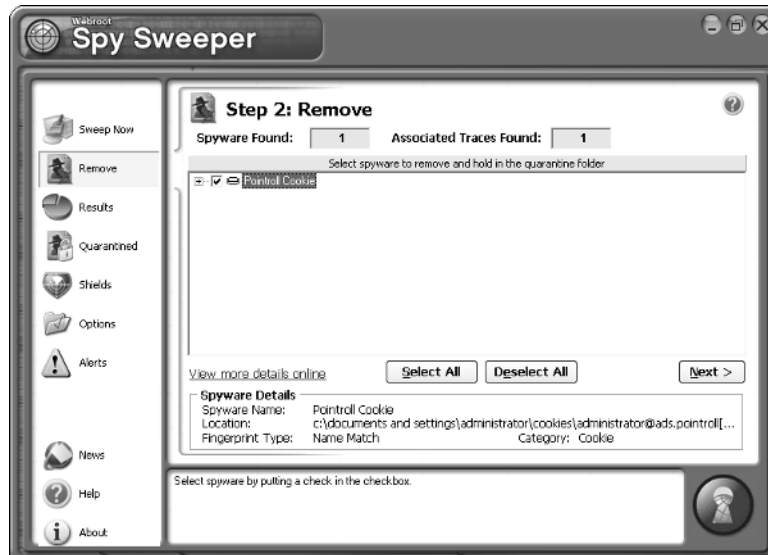 Webroot
Spy Sweeper
Sweep Now
Remove
Results
Quarantined
Shields
Options
Alerts
News
Help
About
Step 2: Remove
Spyware Found: 1 Associated Traces Found: 1
Select spyware to remove and hold in the quarantine folder
Pointroll Cookie
View more details online Select All Deselect All Next >
Spyware Details
Spyware Name: Pointroll Cookie
Location: c:\documents and settings\administrator\cookies\administrator@ads.pointroll[...
Fingerprint Type: Name Match Category: Cookie
Select spyware by putting a check in the checkbox.